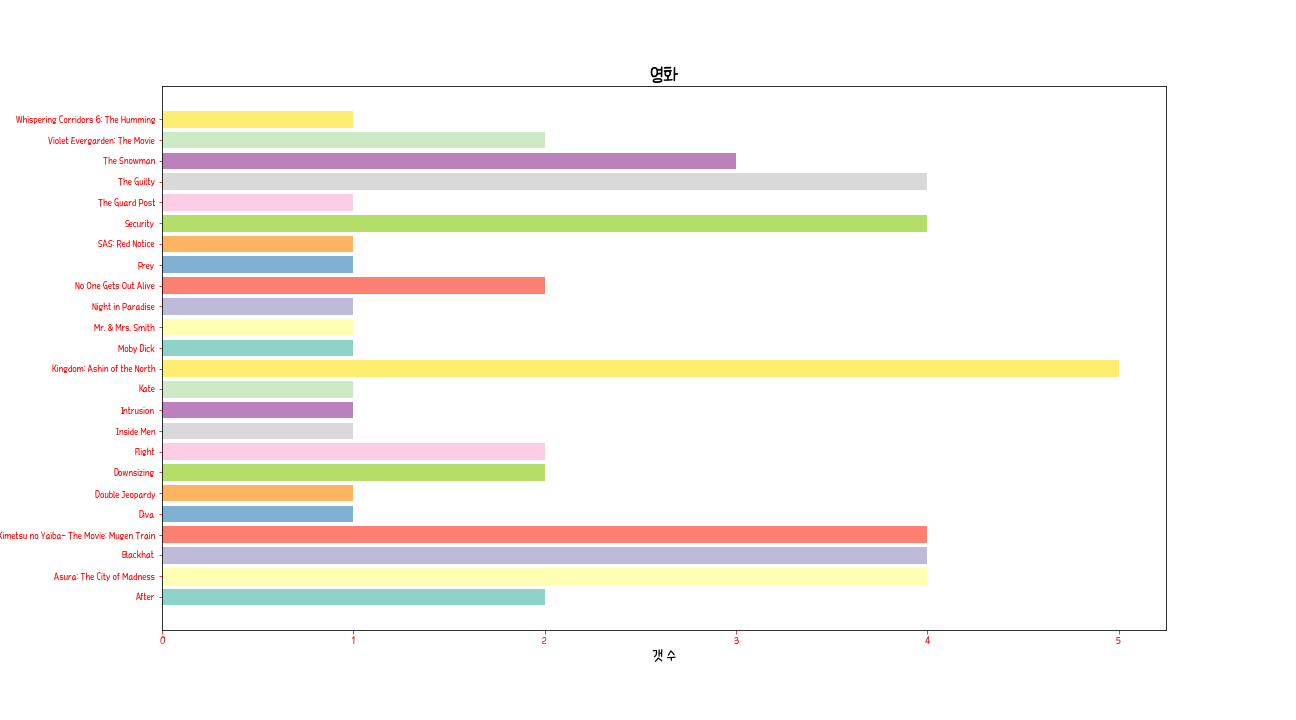 영화
Whispering Corridors 6: The Humming
Violet Evergarden: The Movie
The Snowman
The Guilty
The Guard Post
Security
SAS: Red Notice
Prey
No One Gets Out Alive
Night in Paradise
Mr. & Mrs. Smith
Moby Dick
Kingdom: Ashin of the North
Kate
Intrusion
Inside Men
Flight
Downsizing
Double Jeopardy
Diva
Kimetsu no Yaiba- The Movie: Mugen Train
Blackhat
Asura: The City of Madness
After
0 1 2 3 4 5
갯 수